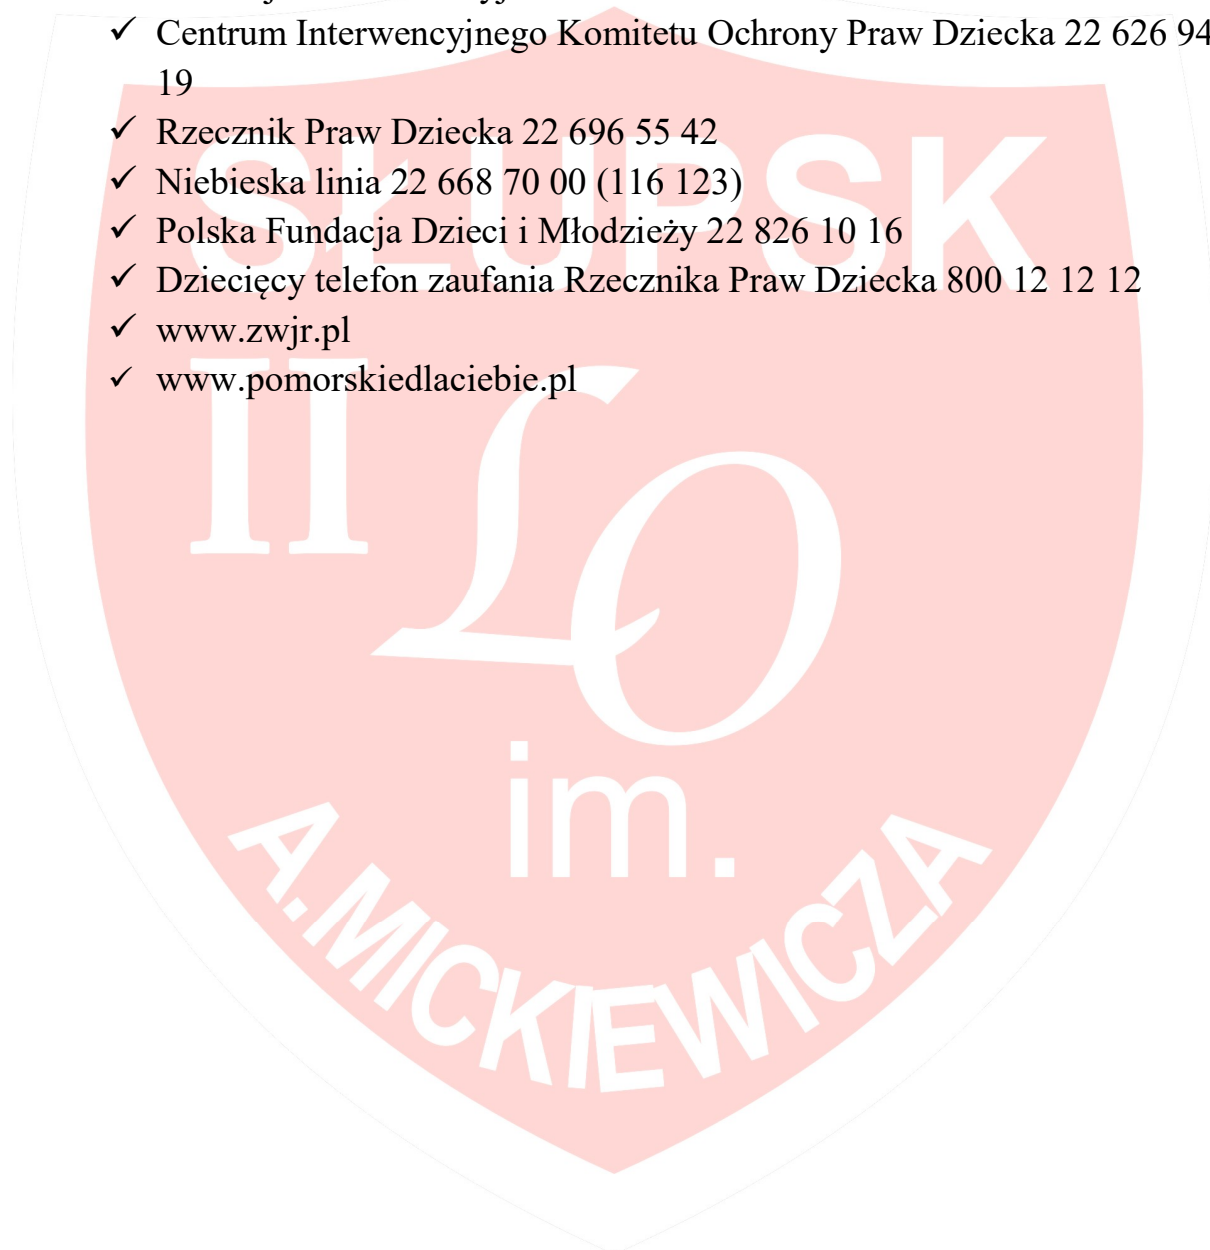 ✓ Centrum Interwencyjnego Komitetu Ochrony Praw Dziecka 22 626 94
19
✓ Rzecznik Praw Dziecka 22 696 55 42
✓ Niebieska linia 22 668 70 00 (116 123)
✓ Polska Fundacja Dzieci i Młodzieży 22 826 10 16
✓ Dziecięcy telefon zaufania Rzecznika Praw Dziecka 800 12 12 12
✓ www.zwjr.pl
✓ www.pomorskiedlaciebie.pl
SŁUPSK
II LO
im.
A.MICKIEWICZA